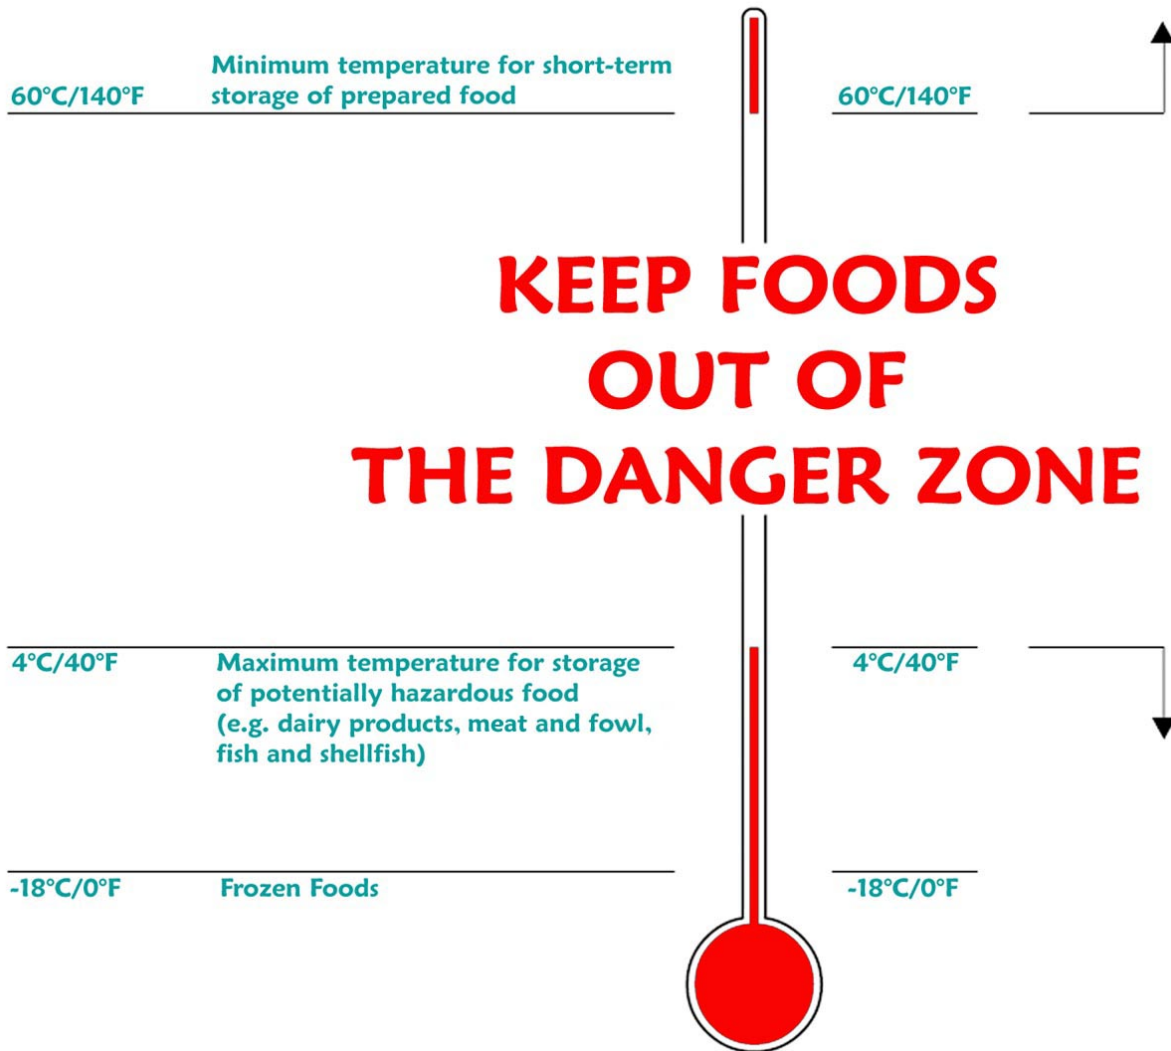 Minimum temperature for short-term
60°C/140°F storage of prepared food 60°C/140°F
KEEP FOODS
OUT OF
THE DANGER ZONE
4°C/40°F Maximum temperature for storage 4°C/40°F
of potentially hazardous food
(e.g. dairy products, meat and fowl,
fish and shellfish)
-18°C/0°F Frozen Foods -18°C/0°F